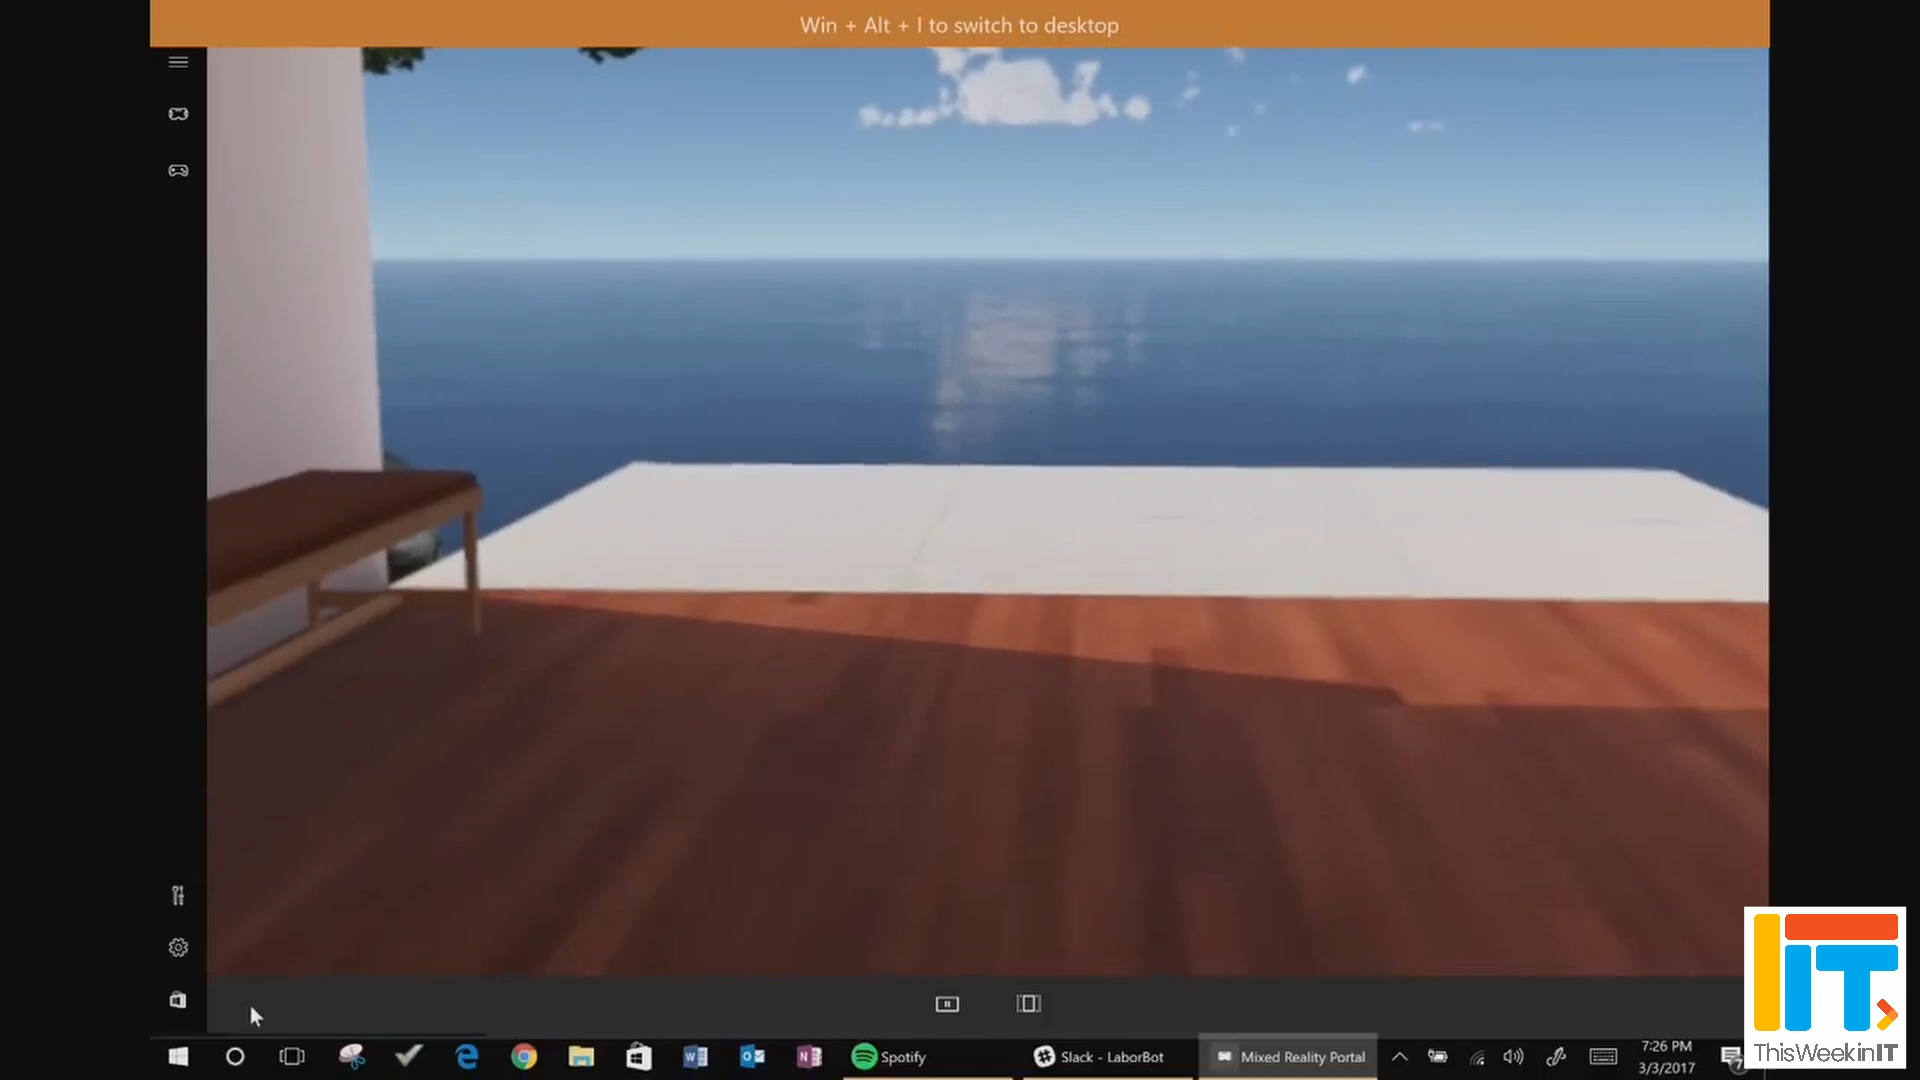 Win + Alt + I to switch to desktop
Spotify
Slack - LaborBot
Mixed Reality Portal
7:26 PM
3/3/2017
IT
ThisWeekinIT